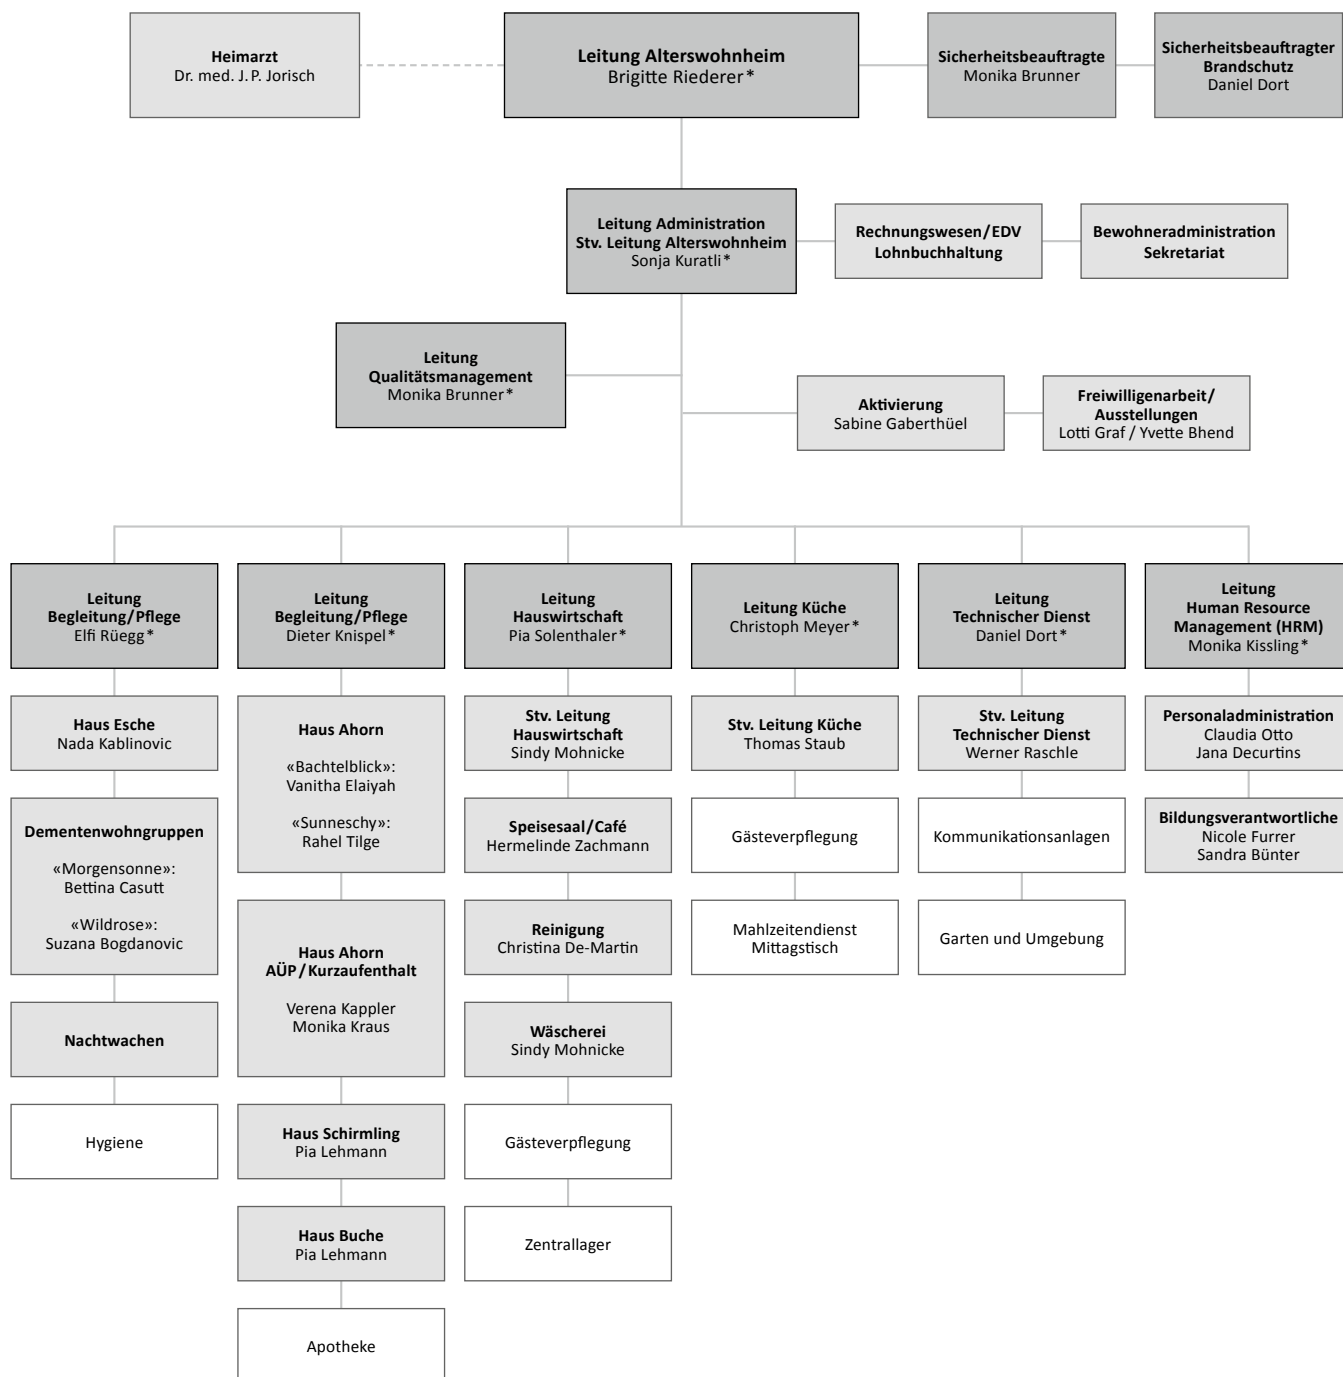 Heimarzt
Dr. med. J. P. Jorisch
Leitung Alterswohnheim
Brigitte Riederer*
Sicherheitsbeauftragte
Monika Brunner
Sicherheitsbeauftragter
Brandschutz
Daniel Dort
Leitung Administration
Stv. Leitung Alterswohnheim
Sonja Kuratli*
Rechnungswesen/EDV
Lohnbuchhaltung
Bewohneradministration
Sekretariat
Leitung
Qualitätsmanagement
Monika Brunner*
Aktivierung
Sabine Gaberthüel
Freiwilligenarbeit/
Ausstellungen
Lotti Graf / Yvette Bhend
Leitung
Begleitung/Pflege
Elfi Rüegg*
Haus Esche
Nada Kablinovic
Dementenwohngruppen
«Morgensonne»:
Bettina Casutt
«Wildrose»:
Suzana Bogdanovic
Nachtwachen
Hygiene
Leitung
Begleitung/Pflege
Dieter Knispel*
Haus Ahorn
«Bachtelblick»:
Vanitha Elaiyah
«Sunneschy»:
Rahel Tilge
Haus Ahorn
AÜP/Kurzaufenthalt
Verena Kappler
Monika Kraus
Haus Schirmling
Pia Lehmann
Haus Buche
Pia Lehmann
Apotheke
Leitung
Hauswirtschaft
Pia Solenthaler*
Stv. Leitung
Hauswirtschaft
Sindy Mohnicke
Speisesaal/Café
Hermelinde Zachmann
Reinigung
Christina De-Martin
Wäscherei
Sindy Mohnicke
Gästeverpflegung
Zentrallager
Leitung Küche
Christoph Meyer*
Stv. Leitung Küche
Thomas Staub
Gästeverpflegung
Mahlzeitendienst
Mittagstisch
Leitung
Technischer Dienst
Daniel Dort*
Stv. Leitung
Technischer Dienst
Werner Raschle
Kommunikationsanlagen
Garten und Umgebung
Leitung
Human Resource
Management (HRM)
Monika Kissling*
Personaladministration
Claudia Otto
Jana Decurtins
Bildungsverantwortliche
Nicole Furrer
Sandra Bünter